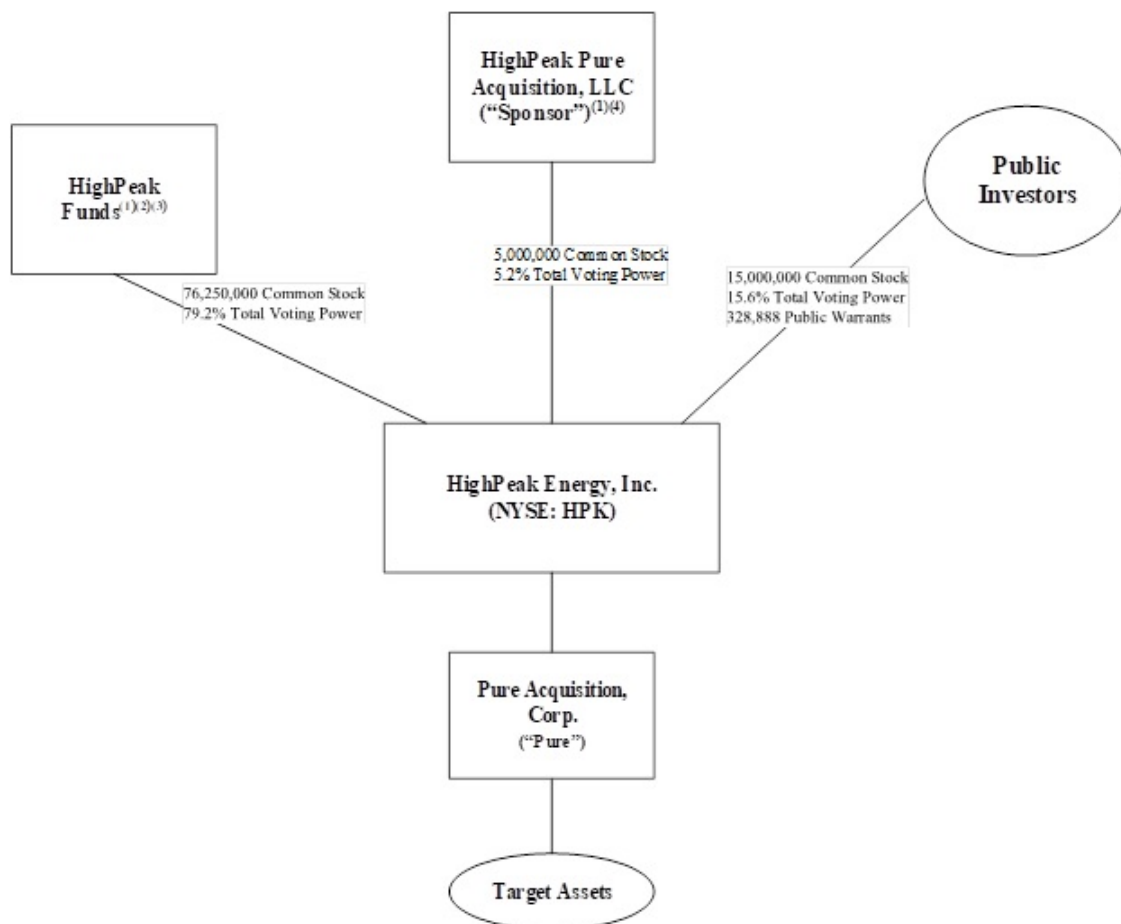 HighPeak Pure
Acquisition, LLC
(“Sponsor”)(1)(4)
HighPeak
Funds(1)(2)(3)
Public
Investors
5,000,000 Common Stock
5.2% Total Voting Power
76,250,000 Common Stock
79.2% Total Voting Power
15,000,000 Common Stock
15.6% Total Voting Power
328,888 Public Warrants
HighPeak Energy, Inc.
(NYSE: HPK)
Pure Acquisition,
Corp.
(“Pure”)
Target Assets